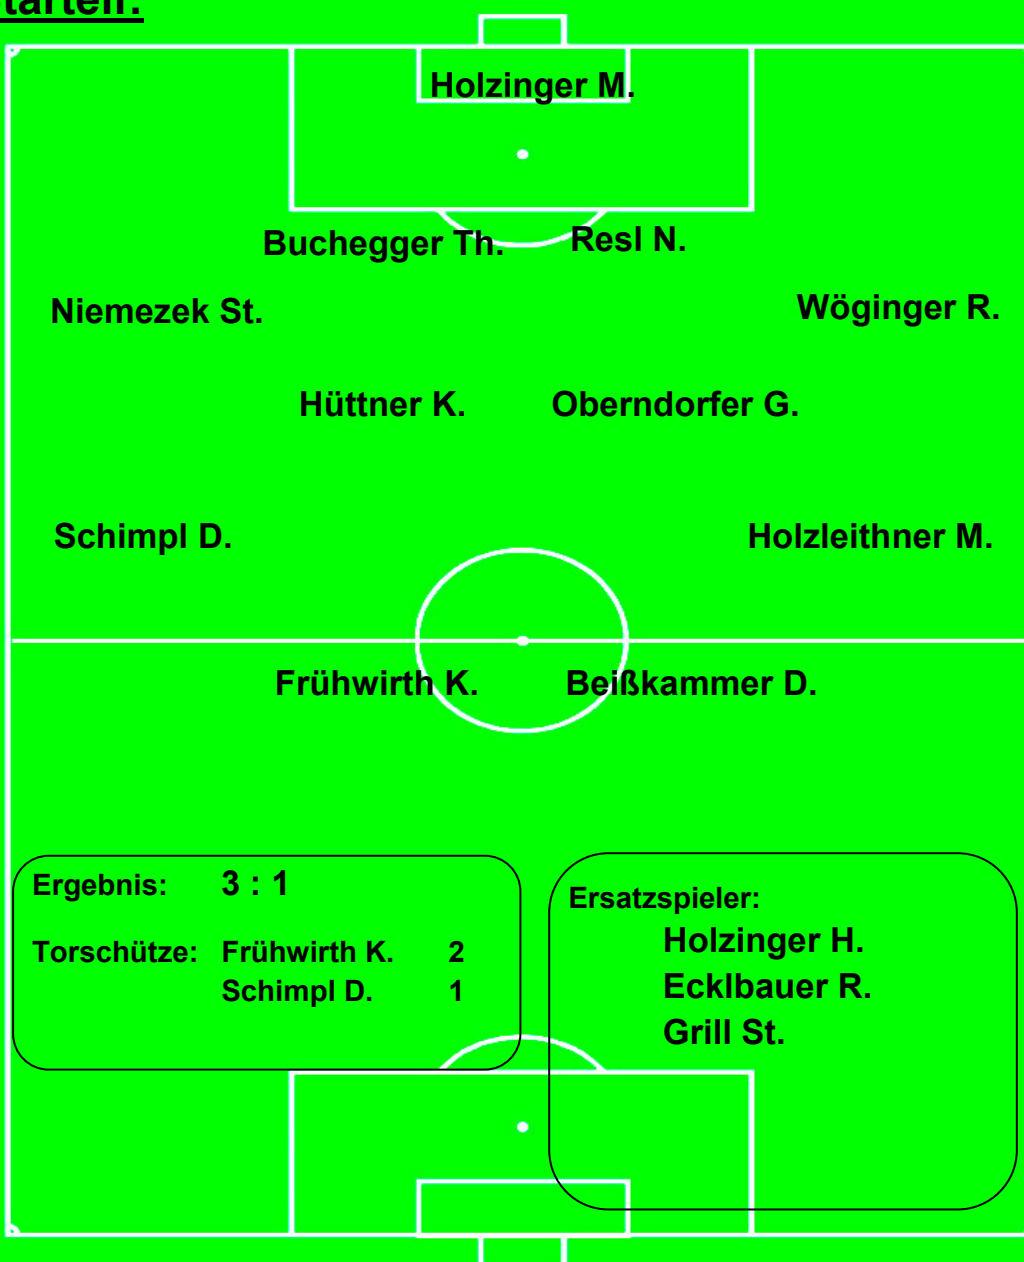 Startelf:
Holzinger M.
Buchegger Th. Resl N.
Niemezek St. Wöginger R.
Hüttner K. Oberndorfer G.
Schimpl D. Holzleithner M.
Frühwirth K. Beißkammer D.
Ergebnis: 3 : 1
Torschütze: Frühwirth K. 2
Schimpl D. 1
Ersatzspieler:
Holzinger H.
Ecklbauer R.
Grill St.